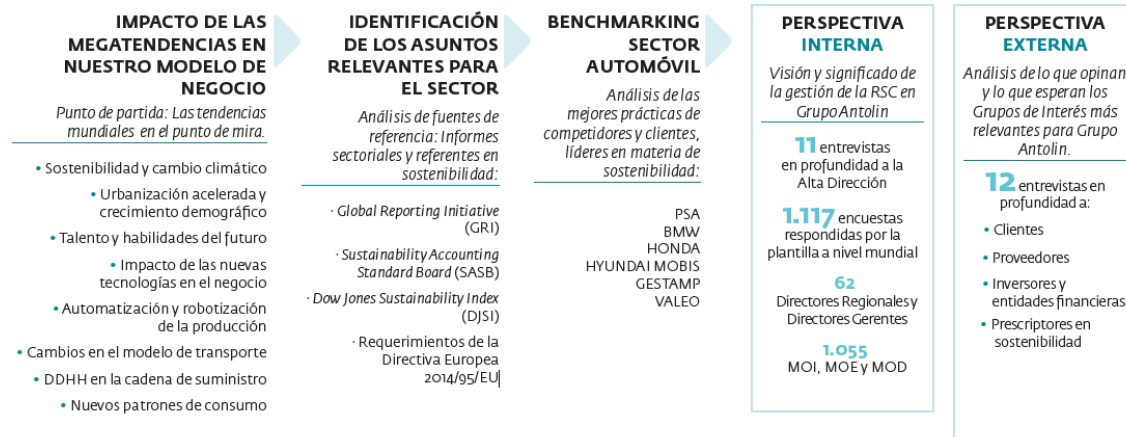 IMPACTO DE LAS
MEGATENDENCIAS EN
NUESTRO MODELO DE
NEGOCIO
Punto de partida: Las tendencias
mundiales en el punto de mira.
• Sostenibilidad y cambio climático
• Urbanización acelerada y
crecimiento demográfico
• Talento y habilidades del futuro
• Impacto de las nuevas
tecnologías en el negocio
• Automatización y robotización
de la producción
• Cambios en el modelo de transporte
• DDHH en la cadena de suministro
• Nuevos patrones de consumo
IDENTIFICACIÓN
DE LOS ASUNTOS
RELEVANTES PARA
EL SECTOR
Análisis de fuentes de
referencia: Informes
sectoriales y referentes en
sostenibilidad:
· Global Reporting Initiative
(GRI)
· Sustainability Accounting
Standard Board (SASB)
· Dow Jones Sustainability Index
(DJSI)
· Requerimientos de la
Directiva Europea
2014/95/EU
BENCHMARKING
SECTOR
AUTOMÓVIL
Análisis de las
mejores prácticas de
competidores y clientes,
líderes en materia de
sostenibilidad:
PSA
BMW
HONDA
HYUNDAI MOBIS
GESTAMP
VALEO
PERSPECTIVA
INTERNA
Visión y significado de
la gestión de la RSC en
Grupo Antolin
11 entrevistas
en profundidad a la
Alta Dirección
1.117 encuestas
respondidas por la
plantilla a nivel mundial
62
Directores Regionales y
Directores Gerentes
1.055
MOI, MOE y MOD
PERSPECTIVA
EXTERNA
Análisis de lo que opinan
y lo que esperan los
Grupos de Interés más
relevantes para Grupo
Antolin.
12 entrevistas en
profundidad a:
• Clientes
• Proveedores
• Inversores y
entidades financieras
• Prescriptores en
sostenibilidad